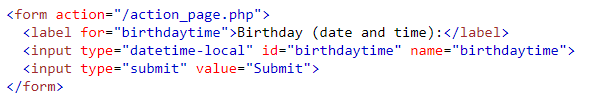 <form action="/action_page.php">
  <label for="birthdaytime">Birthday (date and time):</label>
  <input type="datetime-local" id="birthdaytime" name="birthdaytime">
  <input type="submit" value="Submit">
</form>